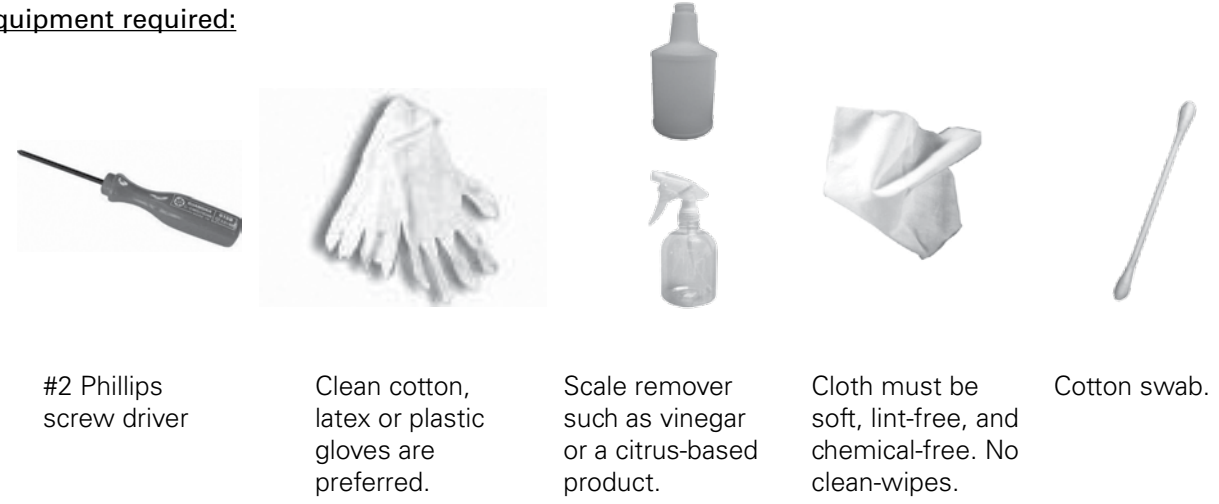 quipment required:
#2 Phillips
screw driver
Clean cotton,
latex or plastic
gloves are
preferred.
Scale remover
such as vinegar
or a citrus-based
product.
Cloth must be
soft, lint-free, and
chemical-free. No
clean-wipes.
Cotton swab.